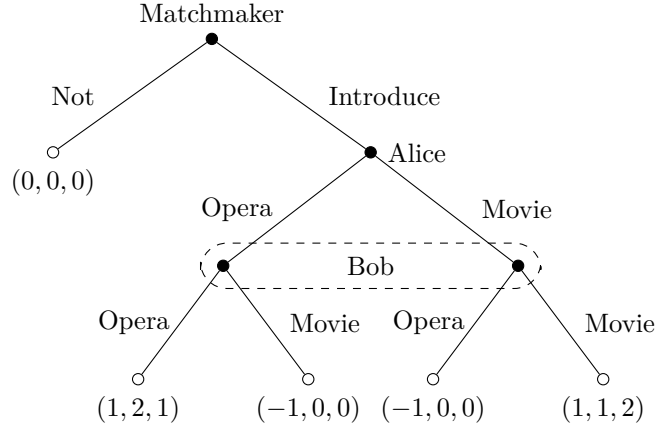 Matchmaker
Not
Introduce
(0, 0, 0)
Alice
Opera
Movie
Bob
Opera
Movie
Opera
Movie
(1, 2, 1)
(−1, 0, 0)
(−1, 0, 0)
(1, 1, 2)